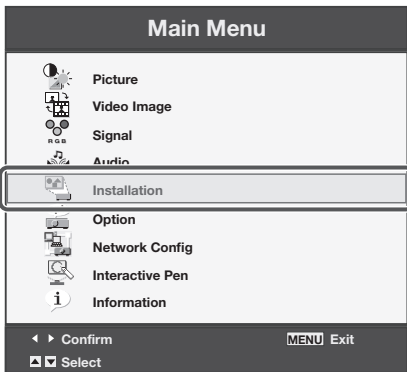 Main Menu
Picture
Video Image
RGB
Signal
Audio
Installation
Option
Network Config
Interactive Pen
i
Information
Confirm
MENU Exit
Select